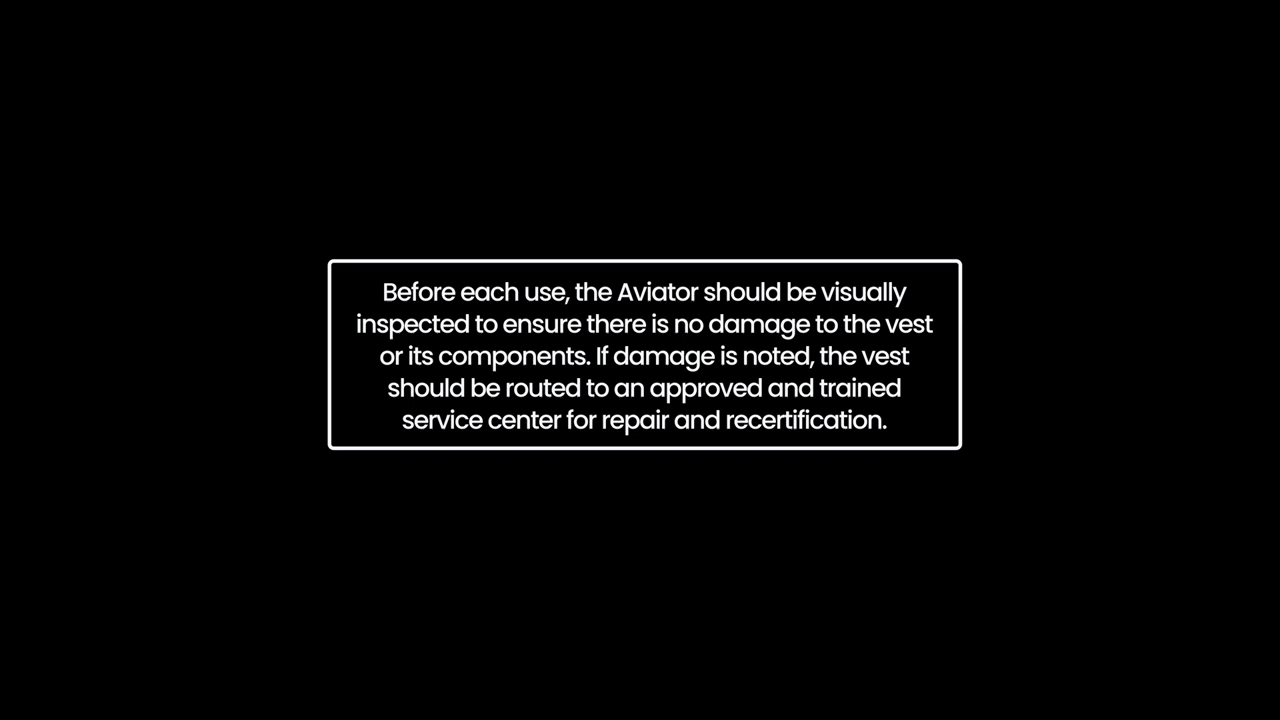 Before each use, the Aviator should be visually
inspected to ensure there is no damage to the vest
or its components. If damage is noted, the vest
should be routed to an approved and trained
service center for repair and recertification.